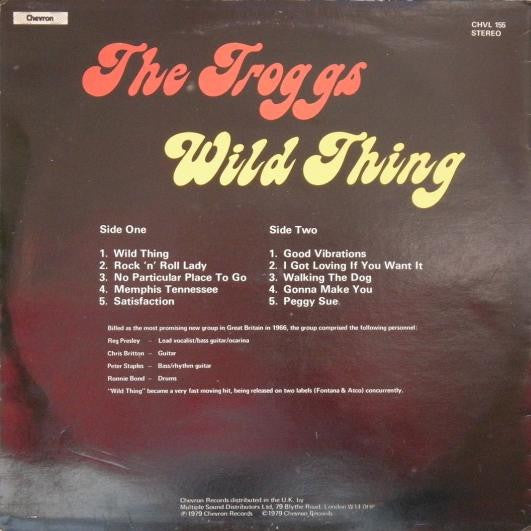 Chevron
CHVL 155
STEREO
The Troggs
Wild Thing
Side One
1. Wild Thing
2. Rock 'n' Roll Lady
3. No Particular Place To Go
4. Memphis Tennessee
5. Satisfaction
Side Two
1. Good Vibrations
2. I Got Loving If You Want It
3. Walking The Dog
4. Gonna Make You
5. Peggy Sue
Billed as the most promising new group in Great Britain in 1966, the group comprised the following personnel:
Reg Presley – Lead vocalist/bass guitar/ocarina
Chris Britton – Guitar
Peter Staples – Bass/rhythm guitar
Ronnie Bond – Drums
"Wild Thing" became a very fast moving hit, being released on two labels (Fontana & Atco) concurrently.
Chevron Records distributed in the U.K. by
Multiple Sound Distributors Ltd, 79 Blythe Road, London W14 0HP
℗ 1979 Chevron Records ©1979 Chevron Records